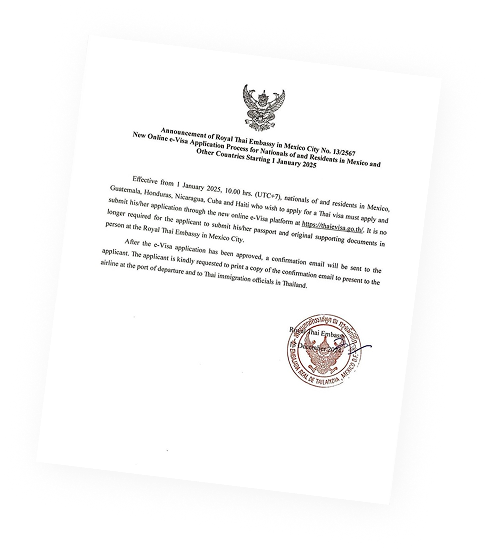 Announcement of Royal Thai Embassy in Mexico City No. 13/2567
New Online e-Visa Application Process for Nationals of and Residents in Mexico and
Other Countries Starting 1 January 2025
Effective from 1 January 2025, 10.00 hrs. (UTC+7), nationals of and residents in Mexico,
Guatemala, Honduras, Nicaragua, Cuba and Haiti who wish to apply for a Thai visa must apply and
submit his/her application through the new online e-Visa platform at https://thaievisa.go.th/. It is no
longer required for the applicant to submit his/her passport and original supporting documents in
person at the Royal Thai Embassy in Mexico City.
After the e-Visa application has been approved, a confirmation email will be sent to the
applicant. The applicant is kindly requested to print a copy of the confirmation email to present to the
airline at the port of departure and to Thai immigration officials in Thailand.
Royal Thai Embassy
December 2024
EMBAJADA REAL DE TAILANDIA, MEXICO D.F.